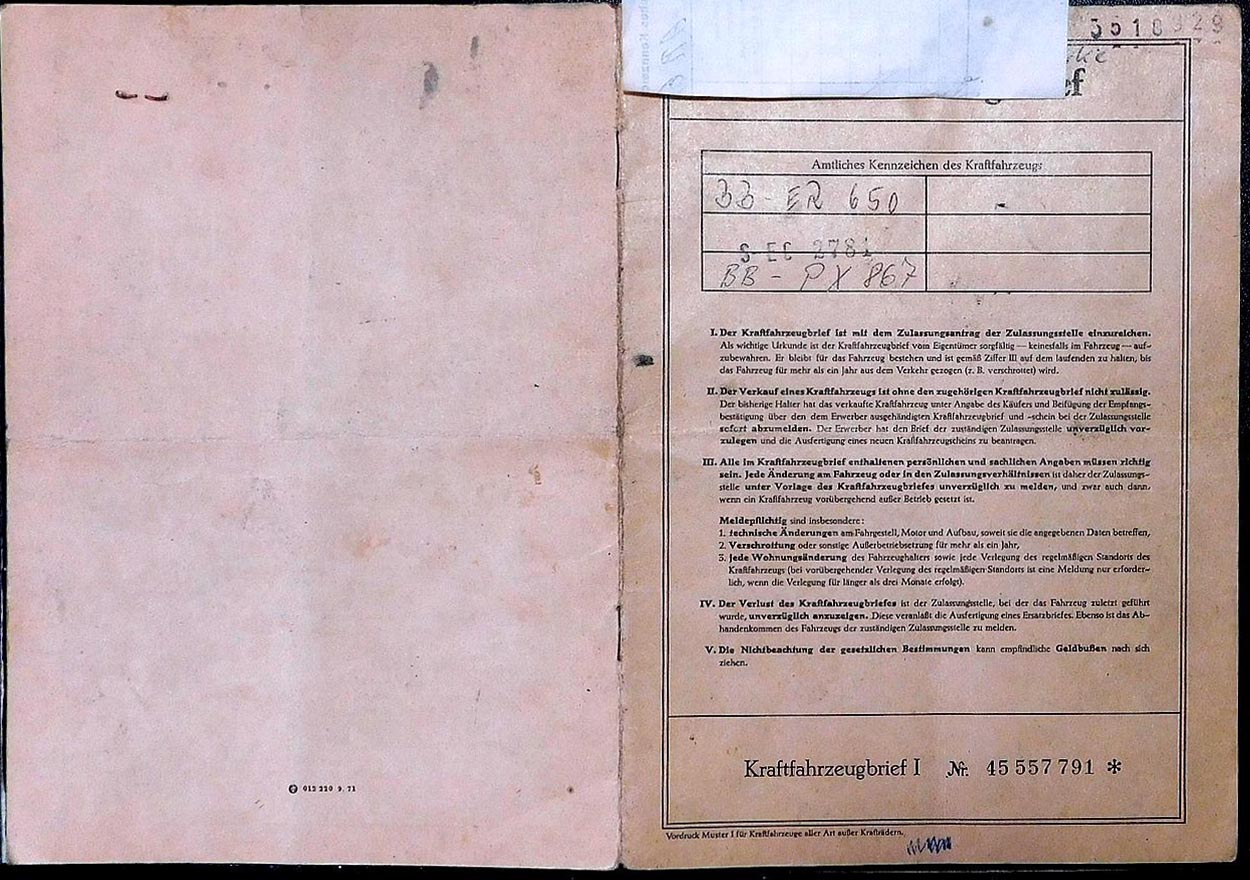 012 220 9. 71
Amtliches Kennzeichen des Kraftfahrzeugs
BB - ER 650
S-EC 2781
BB - PX 867
I. Der Kraftfahrzeugbrief ist mit dem Zulassungsantrag der Zulassungsstelle einzureichen.
Als wichtige Urkunde ist der Kraftfahrzeugbrief vom Eigentümer sorgfältig — keinesfalls im Fahrzeug — auf-
zubewahren. Er bleibt für das Fahrzeug bestehen und ist gemäß Ziffer III auf dem laufenden zu halten, bis
das Fahrzeug für mehr als ein Jahr aus dem Verkehr gezogen (z. B. verschrottet) wird.
II. Der Verkauf eines Kraftfahrzeugs ist ohne den zugehörigen Kraftfahrzeugbrief nicht zulässig.
Der bisherige Halter hat das verkaufte Kraftfahrzeug unter Angabe des Käufers und Beifügung der Empfangs-
bestätigung über den dem Erwerber ausgehändigten Kraftfahrzeugbrief und -schein bei der Zulassungsstelle
sofort abzumelden. Der Erwerber hat den Brief der zuständigen Zulassungsstelle unverzüglich vor-
zulegen und die Ausfertigung eines neuen Kraftfahrzeugscheins zu beantragen.
III. Alle im Kraftfahrzeugbrief enthaltenen persönlichen und sachlichen Angaben müssen richtig
sein. Jede Änderung am Fahrzeug oder in den Zulassungsverhältnissen ist daher der Zulassungs-
stelle unter Vorlage des Kraftfahrzeugbriefes unverzüglich zu melden, und zwar auch dann,
wenn ein Kraftfahrzeug vorübergehend außer Betrieb gesetzt ist.
Meldepflichtig sind insbesondere:
1. technische Änderungen am Fahrgestell, Motor und Aufbau, soweit sie die angegebenen Daten betreffen,
2. Verschrottung oder sonstige Außerbetriebsetzung für mehr als ein Jahr,
3. jede Wohnungsänderung des Fahrzeughalters sowie jede Verlegung des regelmäßigen Standorts des
Kraftfahrzeugs (bei vorübergehender Verlegung des regelmäßigen Standorts ist eine Meldung nur erforder-
lich, wenn die Verlegung für länger als drei Monate erfolgt).
IV. Der Verlust des Kraftfahrzeugbriefes ist der Zulassungsstelle, bei der das Fahrzeug zuletzt geführt
wurde, unverzüglich anzuzeigen. Diese veranlaßt die Ausfertigung eines Ersatzbriefes. Ebenso ist das Ab-
handenkommen des Fahrzeugs der zuständigen Zulassungsstelle zu melden.
V. Die Nichtbeachtung der gesetzlichen Bestimmungen kann empfindliche Geldbußen nach sich
ziehen.
Kraftfahrzeugbrief I Nr. 45 557 791 *
Vordruck Muster I für Kraftfahrzeuge aller Art außer Krafträdern.